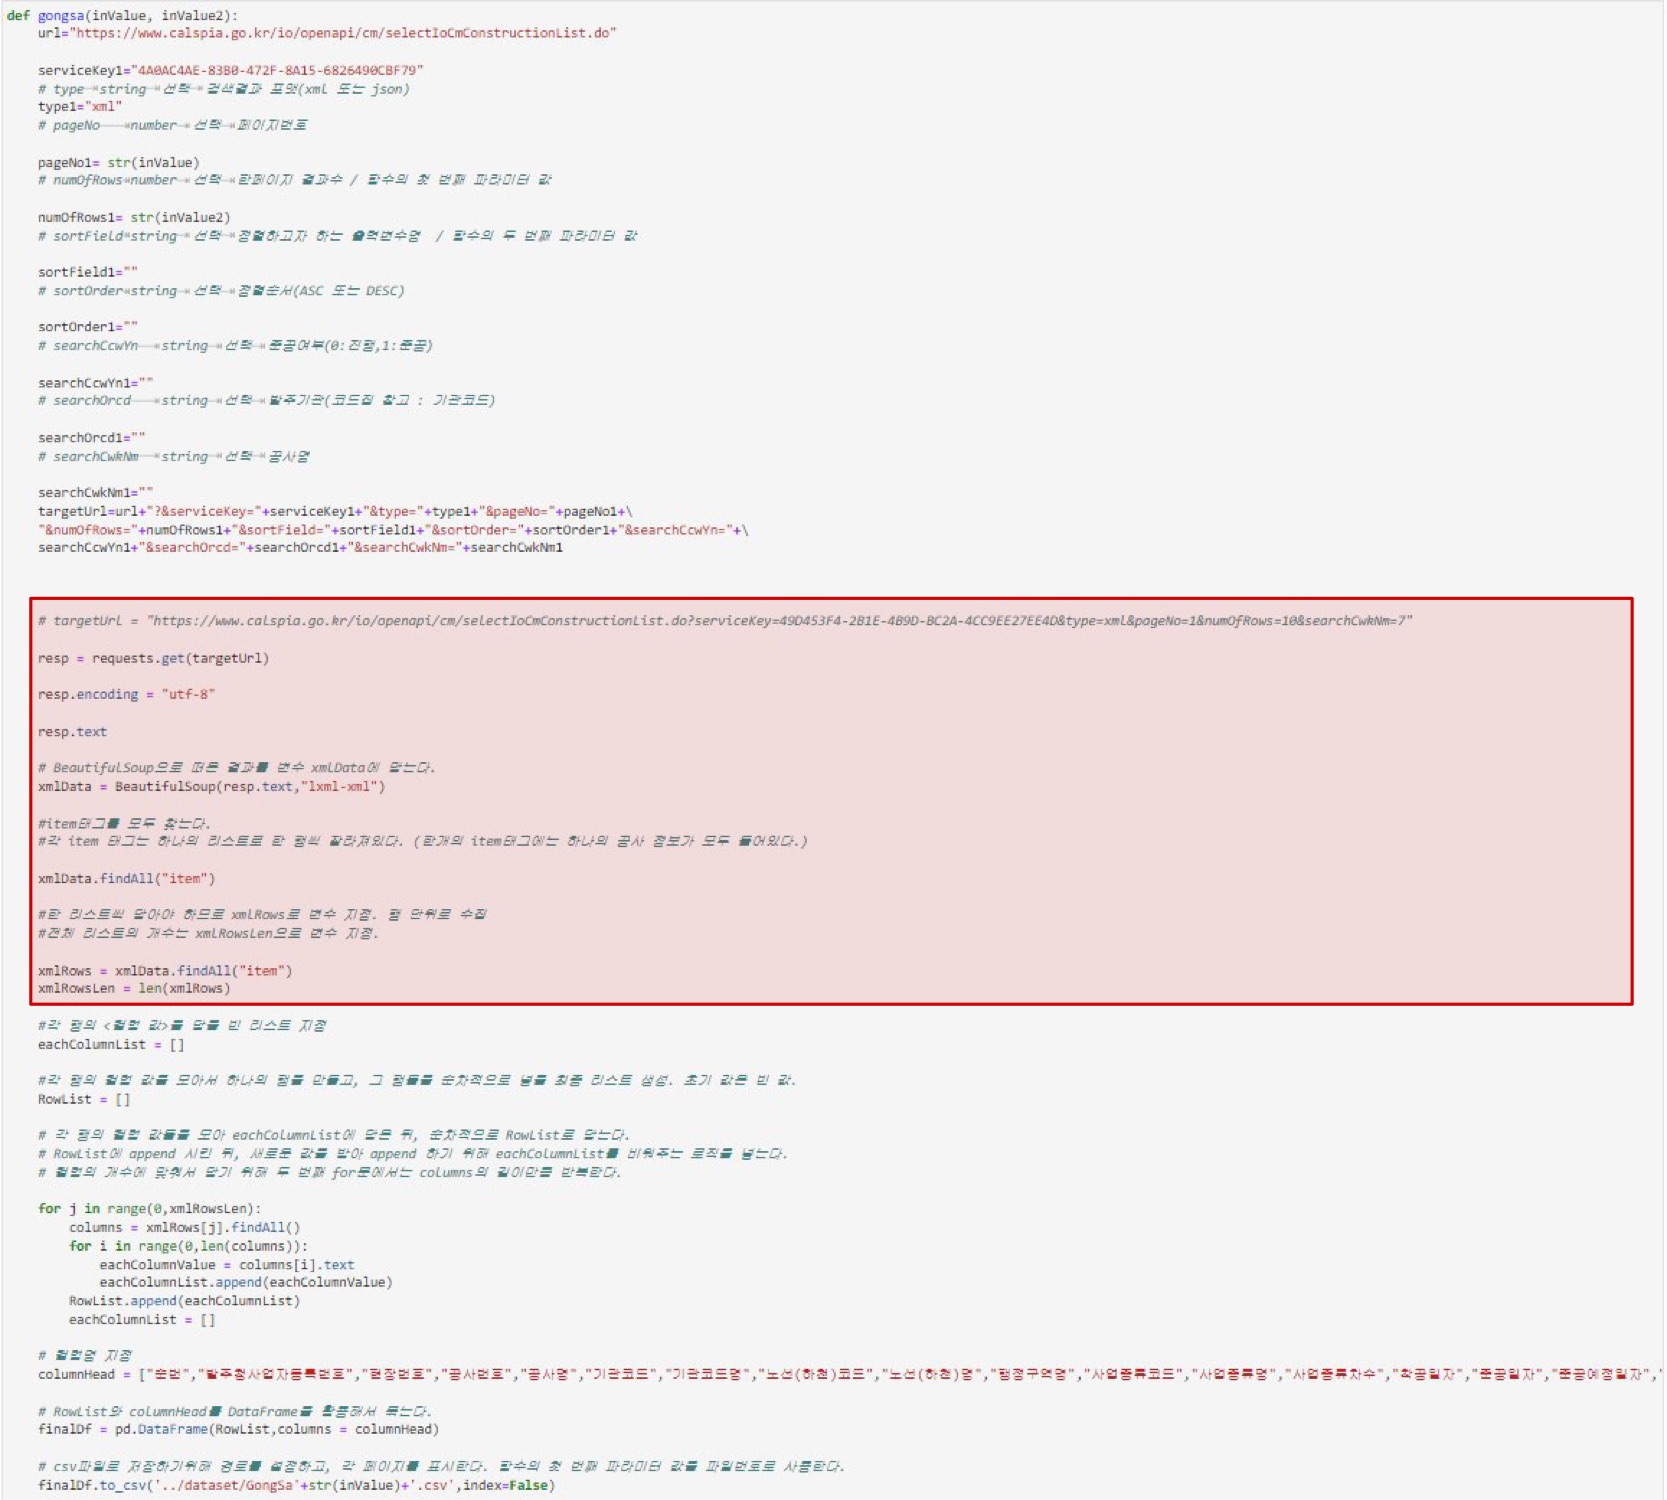 def gongsa(inValue, inValue2):
url="https://www.calspia.go.kr/io/openapi/cm/selectIoCmConstructionList.do"
serviceKey1="4A0AC4AE-83B0-472F-8A15-6826490CBF79"
# type string 선택 검색결과 포맷(xml 또는 json)
type1="xml"
# pageNo number 선택 페이지번호
pageNo1= str(inValue)
# numOfRows number 선택 한페이지 결과수 / 함수의 첫 번째 파라미터 값
numOfRows1= str(inValue2)
# sortField string 선택 정렬하고자 하는 출력변수명 / 함수의 두 번째 파라미터 값
sortField1=""
# sortOrder string 선택 정렬순서(ASC 또는 DESC)
sortOrder1=""
# searchCcwYn string 선택 준공여부(0:진행,1:준공)
searchCcwYn1=""
# searchOrcd string 선택 발주기관(코드집 참고 : 기관코드)
searchOrcd1=""
# searchCwkNm string 선택 공사명
searchCwkNm1=""
targetUrl=url+"?&serviceKey="+serviceKey1+"&type="+type1+"&pageNo="+pageNo1+\
"&numOfRows="+numOfRows1+"&sortField="+sortField1+"&sortOrder="+sortOrder1+"&searchCcwYn="+\
searchCcwYn1+"&searchOrcd="+searchOrcd1+"&searchCwkNm="+searchCwkNm1
# targetUrl = "https://www.calspia.go.kr/io/openapi/cm/selectIoCmConstructionList.do?serviceKey=49D453F4-2B1E-4B9D-BC2A-4CC9EE27EE4D&type=xml&pageNo=1&numOfRows=10&searchCwkNm=7"
resp = requests.get(targetUrl)
resp.encoding = "utf-8"
resp.text
# BeautifulSoup으로 떠온 결과를 변수 xmlData에 담는다.
xmlData = BeautifulSoup(resp.text,"lxml-xml")
#item태그를 모두 찾는다.
#각 item 태그는 하나의 리스트로 한 행씩 잘라져있다. (한개의 item태그에는 하나의 공사 정보가 모두 들어있다.)
xmlData.findAll("item")
#한 리스트씩 담아야 하므로 xmlRows로 변수 지정. 행 단위로 수집
#전체 리스트의 개수는 xmlRowsLen으로 변수 지정.
xmlRows = xmlData.findAll("item")
xmlRowsLen = len(xmlRows)
#각 행의 <컬럼 값>을 담을 빈 리스트 지정
eachColumnList = []
#각 행의 컬럼 값을 모아서 하나의 행을 만들고, 그 행들을 순차적으로 넣을 최종 리스트 생성. 초기 값은 빈 값.
RowList = []
# 각 행의 컬럼 값들을 모아 eachColumnList에 담은 뒤, 순차적으로 RowList로 담는다.
# RowList에 append 시킨 뒤, 새로운 값을 받아 append 하기 위해 eachColumnList를 비워주는 로직을 넣는다.
# 컬럼의 개수에 맞춰서 담기 위해 두 번째 for문에서는 columns의 길이만큼 반복한다.
for j in range(0,xmlRowsLen):
columns = xmlRows[j].findAll()
for i in range(0,len(columns)):
eachColumnValue = columns[i].text
eachColumnList.append(eachColumnValue)
RowList.append(eachColumnList)
eachColumnList = []
# 컬럼명 지정
columnHead = ["순번","발주청사업자등록번호","현장번호","공사번호","공사명","기관코드","기관코드명","노선(하천)코드","노선(하천)명","행정구역명","사업종류코드","사업종류명","사업종류차수","착공일자","준공일자","준공예정일자",
# RowList와 columnHead를 DataFrame을 활용해서 묶는다.
finalDf = pd.DataFrame(RowList,columns = columnHead)
# csv파일로 저장하기위해 경로를 설정하고, 각 페이지를 표시한다. 함수의 첫 번째 파라미터 값을 파일번호로 사용한다.
finalDf.to_csv('../dataset/GongSa'+str(inValue)+'.csv',index=False)